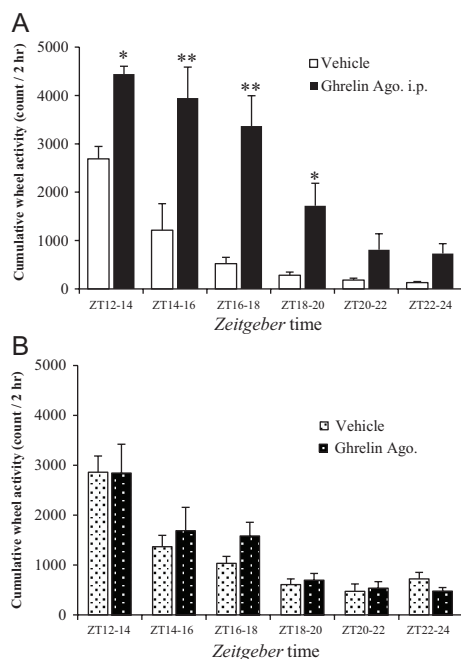 A
Cumulative wheel activity (count / 2 hr)
5000
4000
3000
2000
1000
0
* ** ** *
Vehicle
Ghrelin Ago. i.p.
ZT12-14 ZT14-16 ZT16-18 ZT18-20 ZT20-22 ZT22-24
Zeitgeber time
B
Cumulative wheel activity (count / 2 hr)
5000
4000
3000
2000
1000
0
Vehicle
Ghrelin Ago.
ZT12-14 ZT14-16 ZT16-18 ZT18-20 ZT20-22 ZT22-24
Zeitgeber time